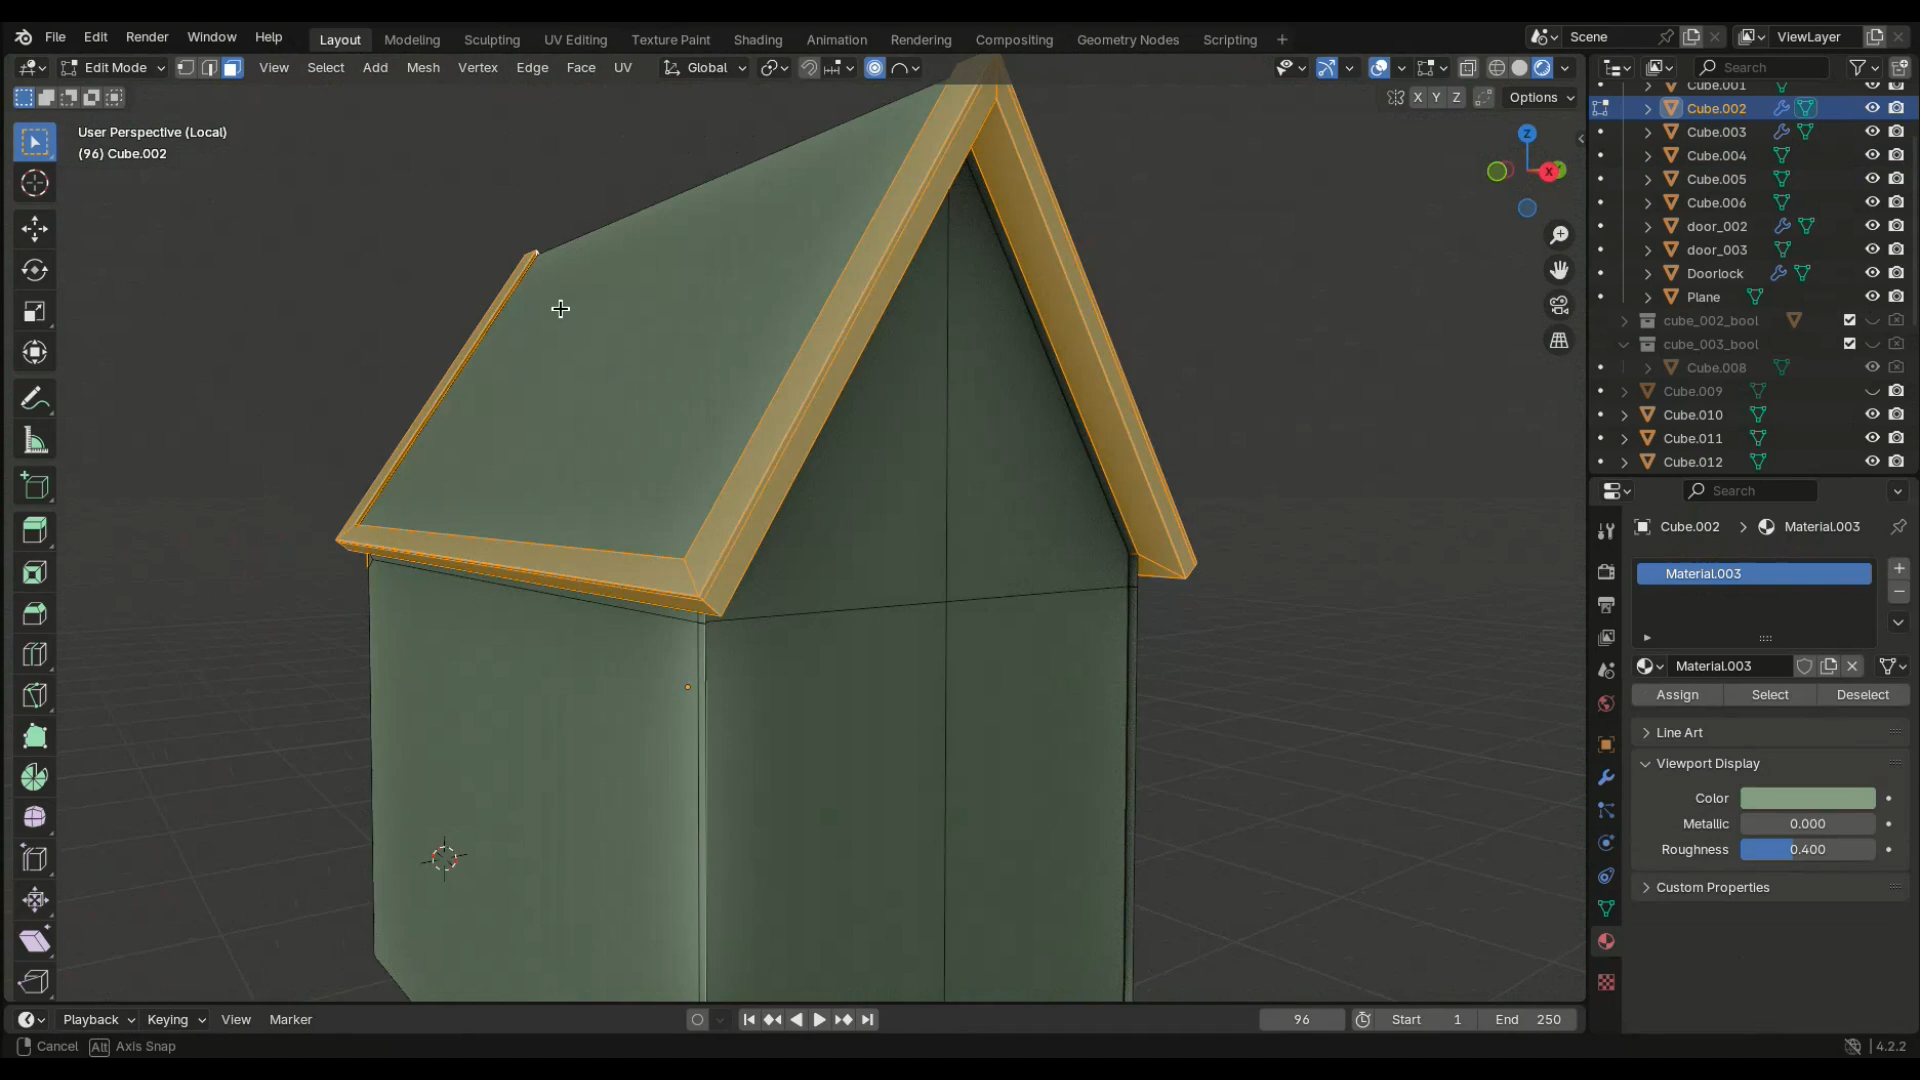 File Edit Render Window Help Layout Modeling Sculpting UV Editing Texture Paint Shading Animation Rendering Compositing Geometry Nodes Scripting + Scene ViewLayer
Edit Mode View Select Add Mesh Vertex Edge Face UV Global Search
X Y Z Options
User Perspective (Local)
(96) Cube.002
Z
X
Cube.001
Cube.002
Cube.003
Cube.004
Cube.005
Cube.006
door_002
door_003
Doorlock
Plane
cube_002_bool
cube_003_bool
Cube.008
Cube.009
Cube.010
Cube.011
Cube.012
Search
Cube.002 > Material.003
Material.003
Material.003
Assign Select Deselect
Line Art
Viewport Display
Color
Metallic 0.000
Roughness 0.400
Custom Properties
Playback Keying View Marker 96 Start 1 End 250
Cancel Alt Axis Snap 4.2.2